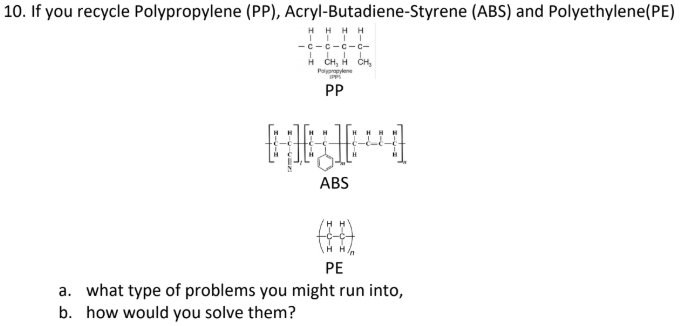 10. If you recycle Polypropylene (PP), Acryl-Butadiene-Styrene (ABS) and Polyethylene(PE)
H H H H
– C – C – C – C –
H CH₃ H CH₃
Polypropylene
(PP)
PP
H H H H H H H H
C C C C C C=C C
H C H H H
N
l m n
ABS
H H
C–C
H H
n
PE
a. what type of problems you might run into,
b. how would you solve them?